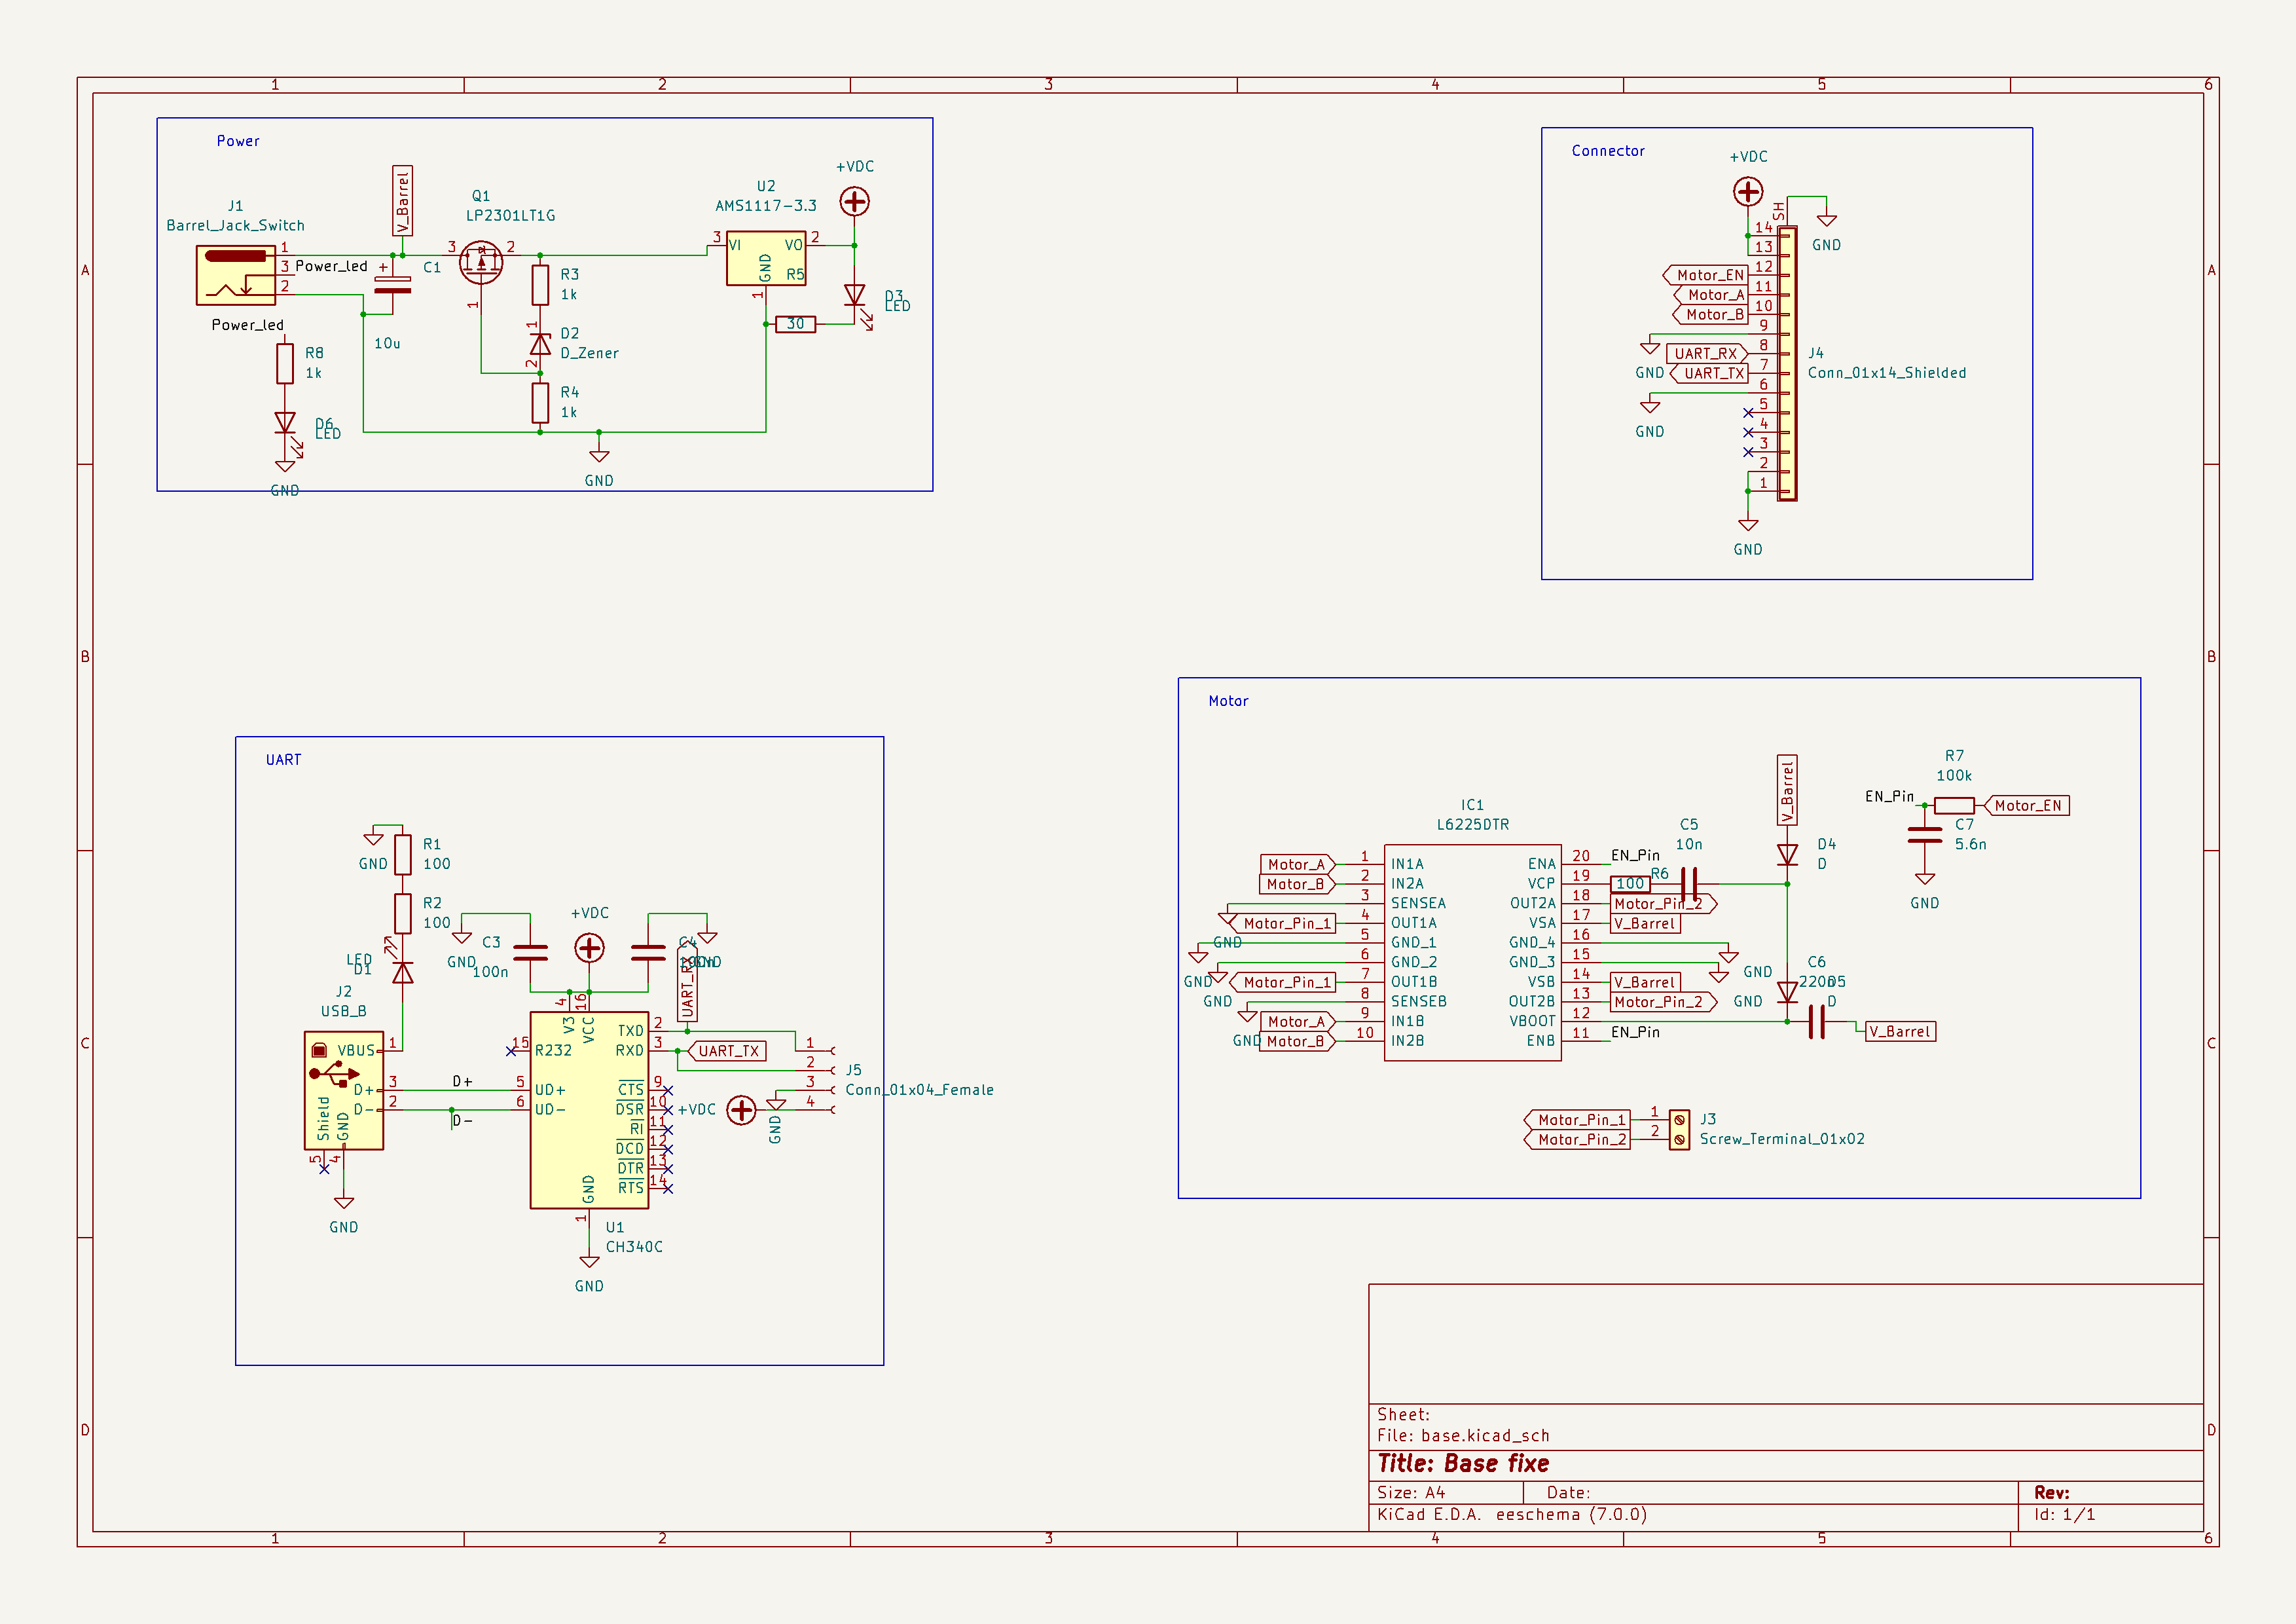 1 2 3 4 5 6
A
B
C
D
Power
J1
Barrel_Jack_Switch
1
3
2
Power_led
V_Barrel
+
C1
10u
Q1
LP2301LT1G
3
2
1
R3
1k
1
D2
D_Zener
2
R4
1k
GND
U2
AMS1117-3.3
3
VI
VO
2
GND
1
R5
30
+VDC
D3
LED
Power_led
R8
1k
D6
LED
GND
Connector
+VDC
SH
GND
14
13
12
Motor_EN
11
Motor_A
10
Motor_B
9
GND
8
UART_RX
7
UART_TX
6
GND
5
4
3
2
1
GND
J4
Conn_01x14_Shielded
UART
GND
R1
100
R2
100
LED
D1
J2
USB_B
VBUS
1
D+
3
D-
2
Shield
GND
5
4
GND
D+
D-
GND
C3
100n
+VDC
C4
GND
UART_RX
4
16
V3
VCC
15
R232
5
UD+
6
UD-
TXD
2
RXD
3
UART_TX
CTS
9
DSR
10
RI
11
DCD
12
DTR
13
RTS
14
GND
1
GND
U1
CH340C
1
2
3
4
J5
Conn_01x04_Female
+VDC
GND
Motor
IC1
L6225DTR
Motor_A 1 IN1A
Motor_B 2 IN2A
3 SENSEA
GND
Motor_Pin_1 4 OUT1A
5 GND_1
GND
6 GND_2
GND
Motor_Pin_1 7 OUT1B
8 SENSEB
GND
Motor_A 9 IN1B
Motor_B 10 IN2B
ENA 20 EN_Pin
VCP 19
OUT2A 18 Motor_Pin_2
VSA 17 V_Barrel
GND_4 16
GND
GND_3 15
GND
VSB 14 V_Barrel
OUT2B 13 Motor_Pin_2
VBOOT 12
ENB 11 EN_Pin
100
R6
C5
10n
V_Barrel
D4
D
C6
D5
D
V_Barrel
EN_Pin
R7
100k
Motor_EN
C7
5.6n
GND
Motor_Pin_1 1
Motor_Pin_2 2
J3
Screw_Terminal_01x02
Sheet:
File: base.kicad_sch
Title: Base fixe
Size: A4
Date:
Rev:
KiCad E.D.A. eeschema (7.0.0)
Id: 1/1
A
B
C
D
1 2 3 4 5 6